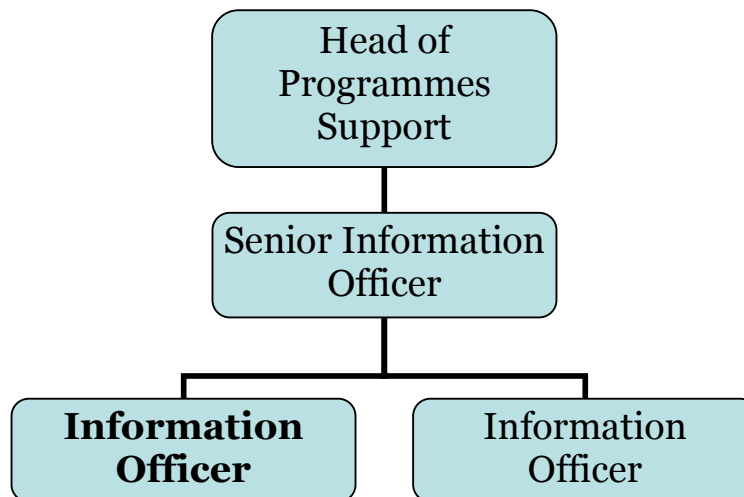 Head of
Programmes
Support
Senior Information
Officer
Information
Officer
Information
Officer